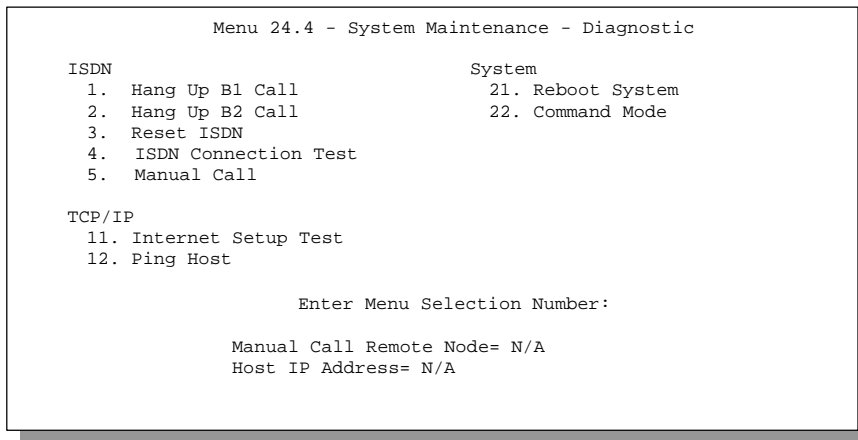 Menu 24.4 - System Maintenance - Diagnostic
ISDN System
1. Hang Up B1 Call 21. Reboot System
2. Hang Up B2 Call 22. Command Mode
3. Reset ISDN
4. ISDN Connection Test
5. Manual Call
TCP/IP
11. Internet Setup Test
12. Ping Host
Enter Menu Selection Number:
Manual Call Remote Node= N/A
Host IP Address= N/A